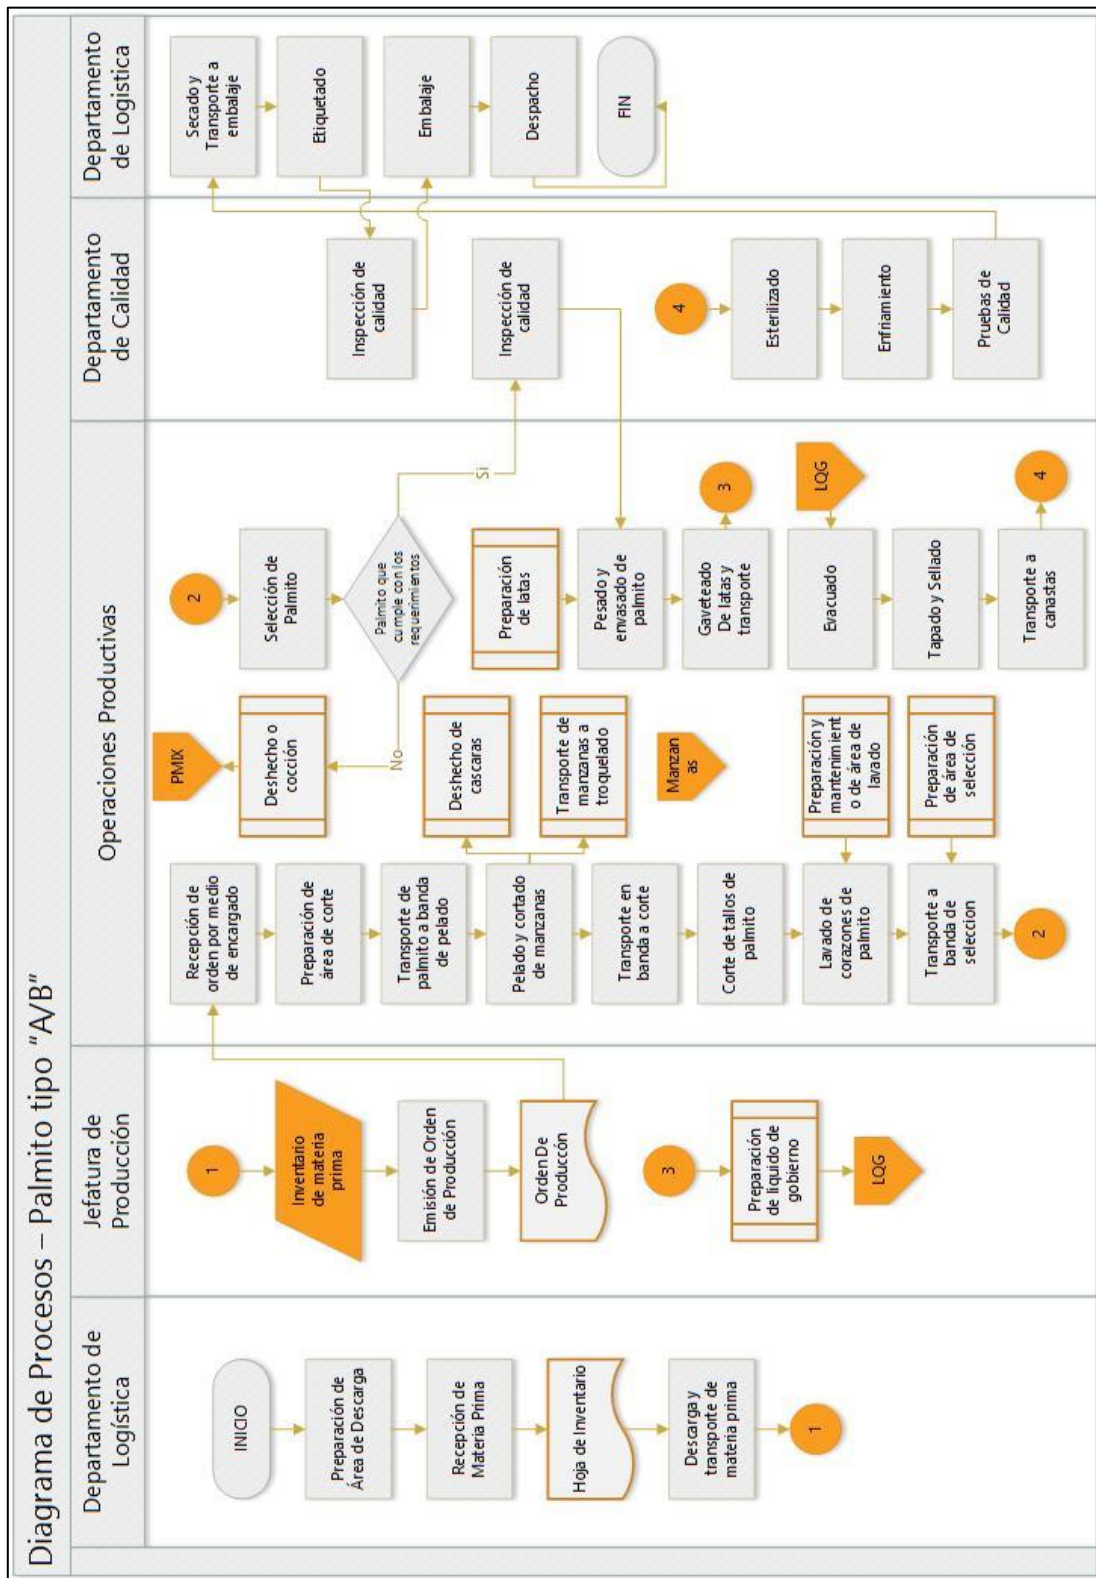 Diagrama de Procesos – Palmito tipo "A/B"
Departamento de
Logística
INICIO
Preparación de
Área de Descarga
Recepción de
Materia Prima
Hoja de Inventario
Descarga y
transporte de
materia prima
1
Jefatura de
Producción
1
Inventario
de materia
prima
Emisión de Orden
de Producción
Orden De
Produccón
3
Preparación
de liquido de
gobierno
LQG
Operaciones Productivas
Recepción de
orden por medio
de encargado
Preparación de
área de corte
Transporte de
palmito a banda
de pelado
Pelado y cortado
de manzanas
Transporte en
banda a corte
Corte de tallos de
palmito
Lavado de
corazones de
palmito
Transporte a
banda de
seleccion
2
PMIX
Deshecho o
cocción
No
Deshecho de
cascaras
Transporte de
manzanas a
troquelado
Manzan
as
Preparación y
mantenimient
o de área de
lavado
Preparación
de área de
selección
2
Selección de
Palmito
Palmito que
cumple con los
requerimientos
Si
Preparación
de latas
Pesado y
envasado de
palmito
Gaveteado
De latas y
transporte
3
LQG
Evacuado
Tapado y Sellado
Transporte a
canastas
4
Departamento
de Calidad
Inspección de
calidad
Inspección de
calidad
4
Esterilizado
Enfriamiento
Pruebas de
Calidad
Departamento
de Logística
Secado y
Transporte a
embalaje
Etiquetado
Embalaje
Despacho
FIN